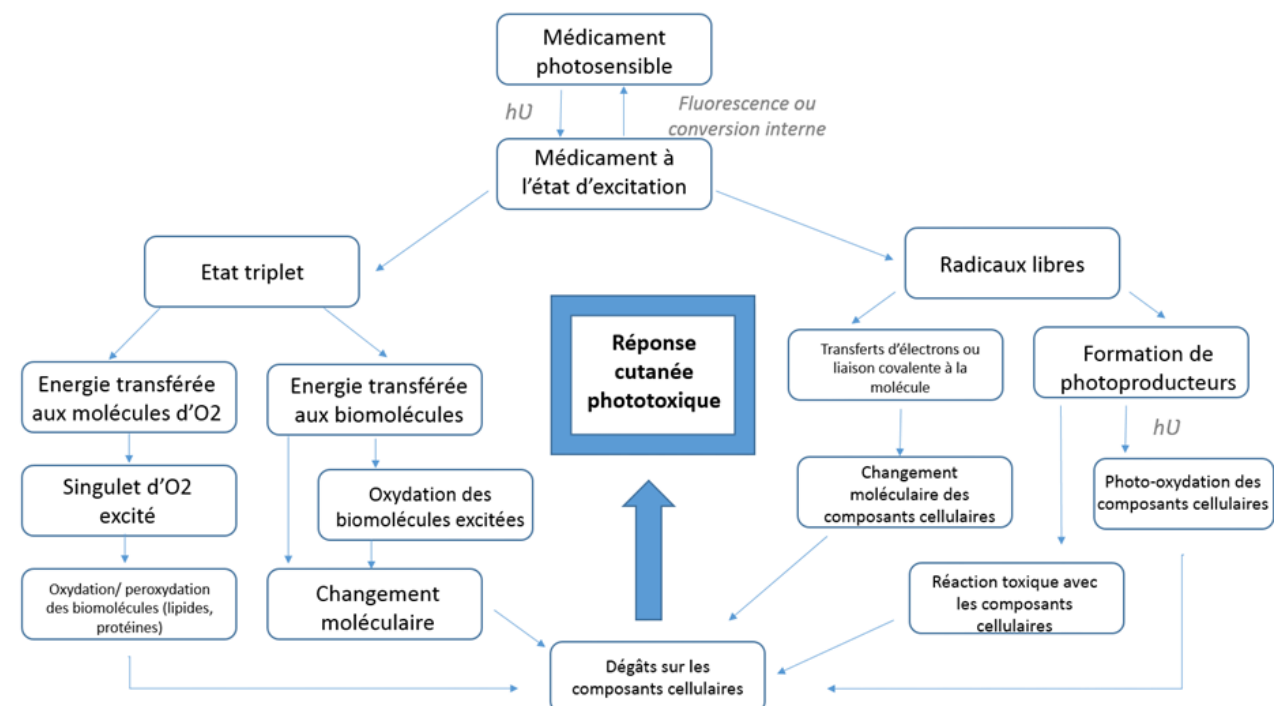 Médicament
photosensible
hʊ
Fluorescence ou
conversion interne
Médicament à
l’état d’excitation
Etat triplet
Radicaux libres
Réponse
cutanée
phototoxique
Transferts d’électrons ou
liaison covalente à la
molécule
Formation de
photoproducteurs
Energie transférée
aux molécules d’O2
Energie transférée
aux biomolécules
hʊ
Singulet d’O2
excité
Oxydation des
biomolécules excitées
Changement
moléculaire des
composants cellulaires
Photo-oxydation des
composants cellulaires
Oxydation/ peroxydation
des biomolécules (lipides,
protéines)
Changement
moléculaire
Réaction toxique avec
les composants
cellulaires
Dégâts sur les
composants cellulaires